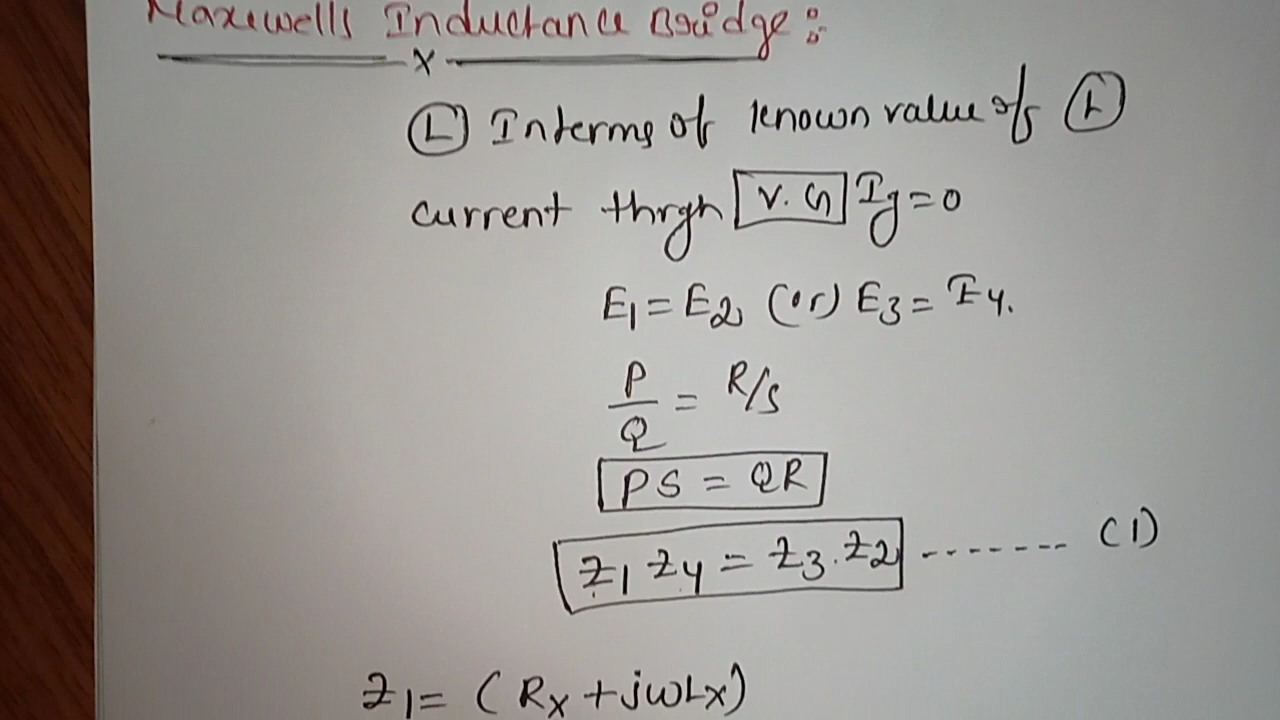 Maxwells Inductance Bridge :
x
(L) Interms of known value of (L)
current thrgh V.G Ig=0
E1 = E2 (or) E3 = E4.
P/Q = R/S
PS = QR
Z1 Z4 = Z3.Z2 ------- (1)
Z1= (Rx + jwLx)